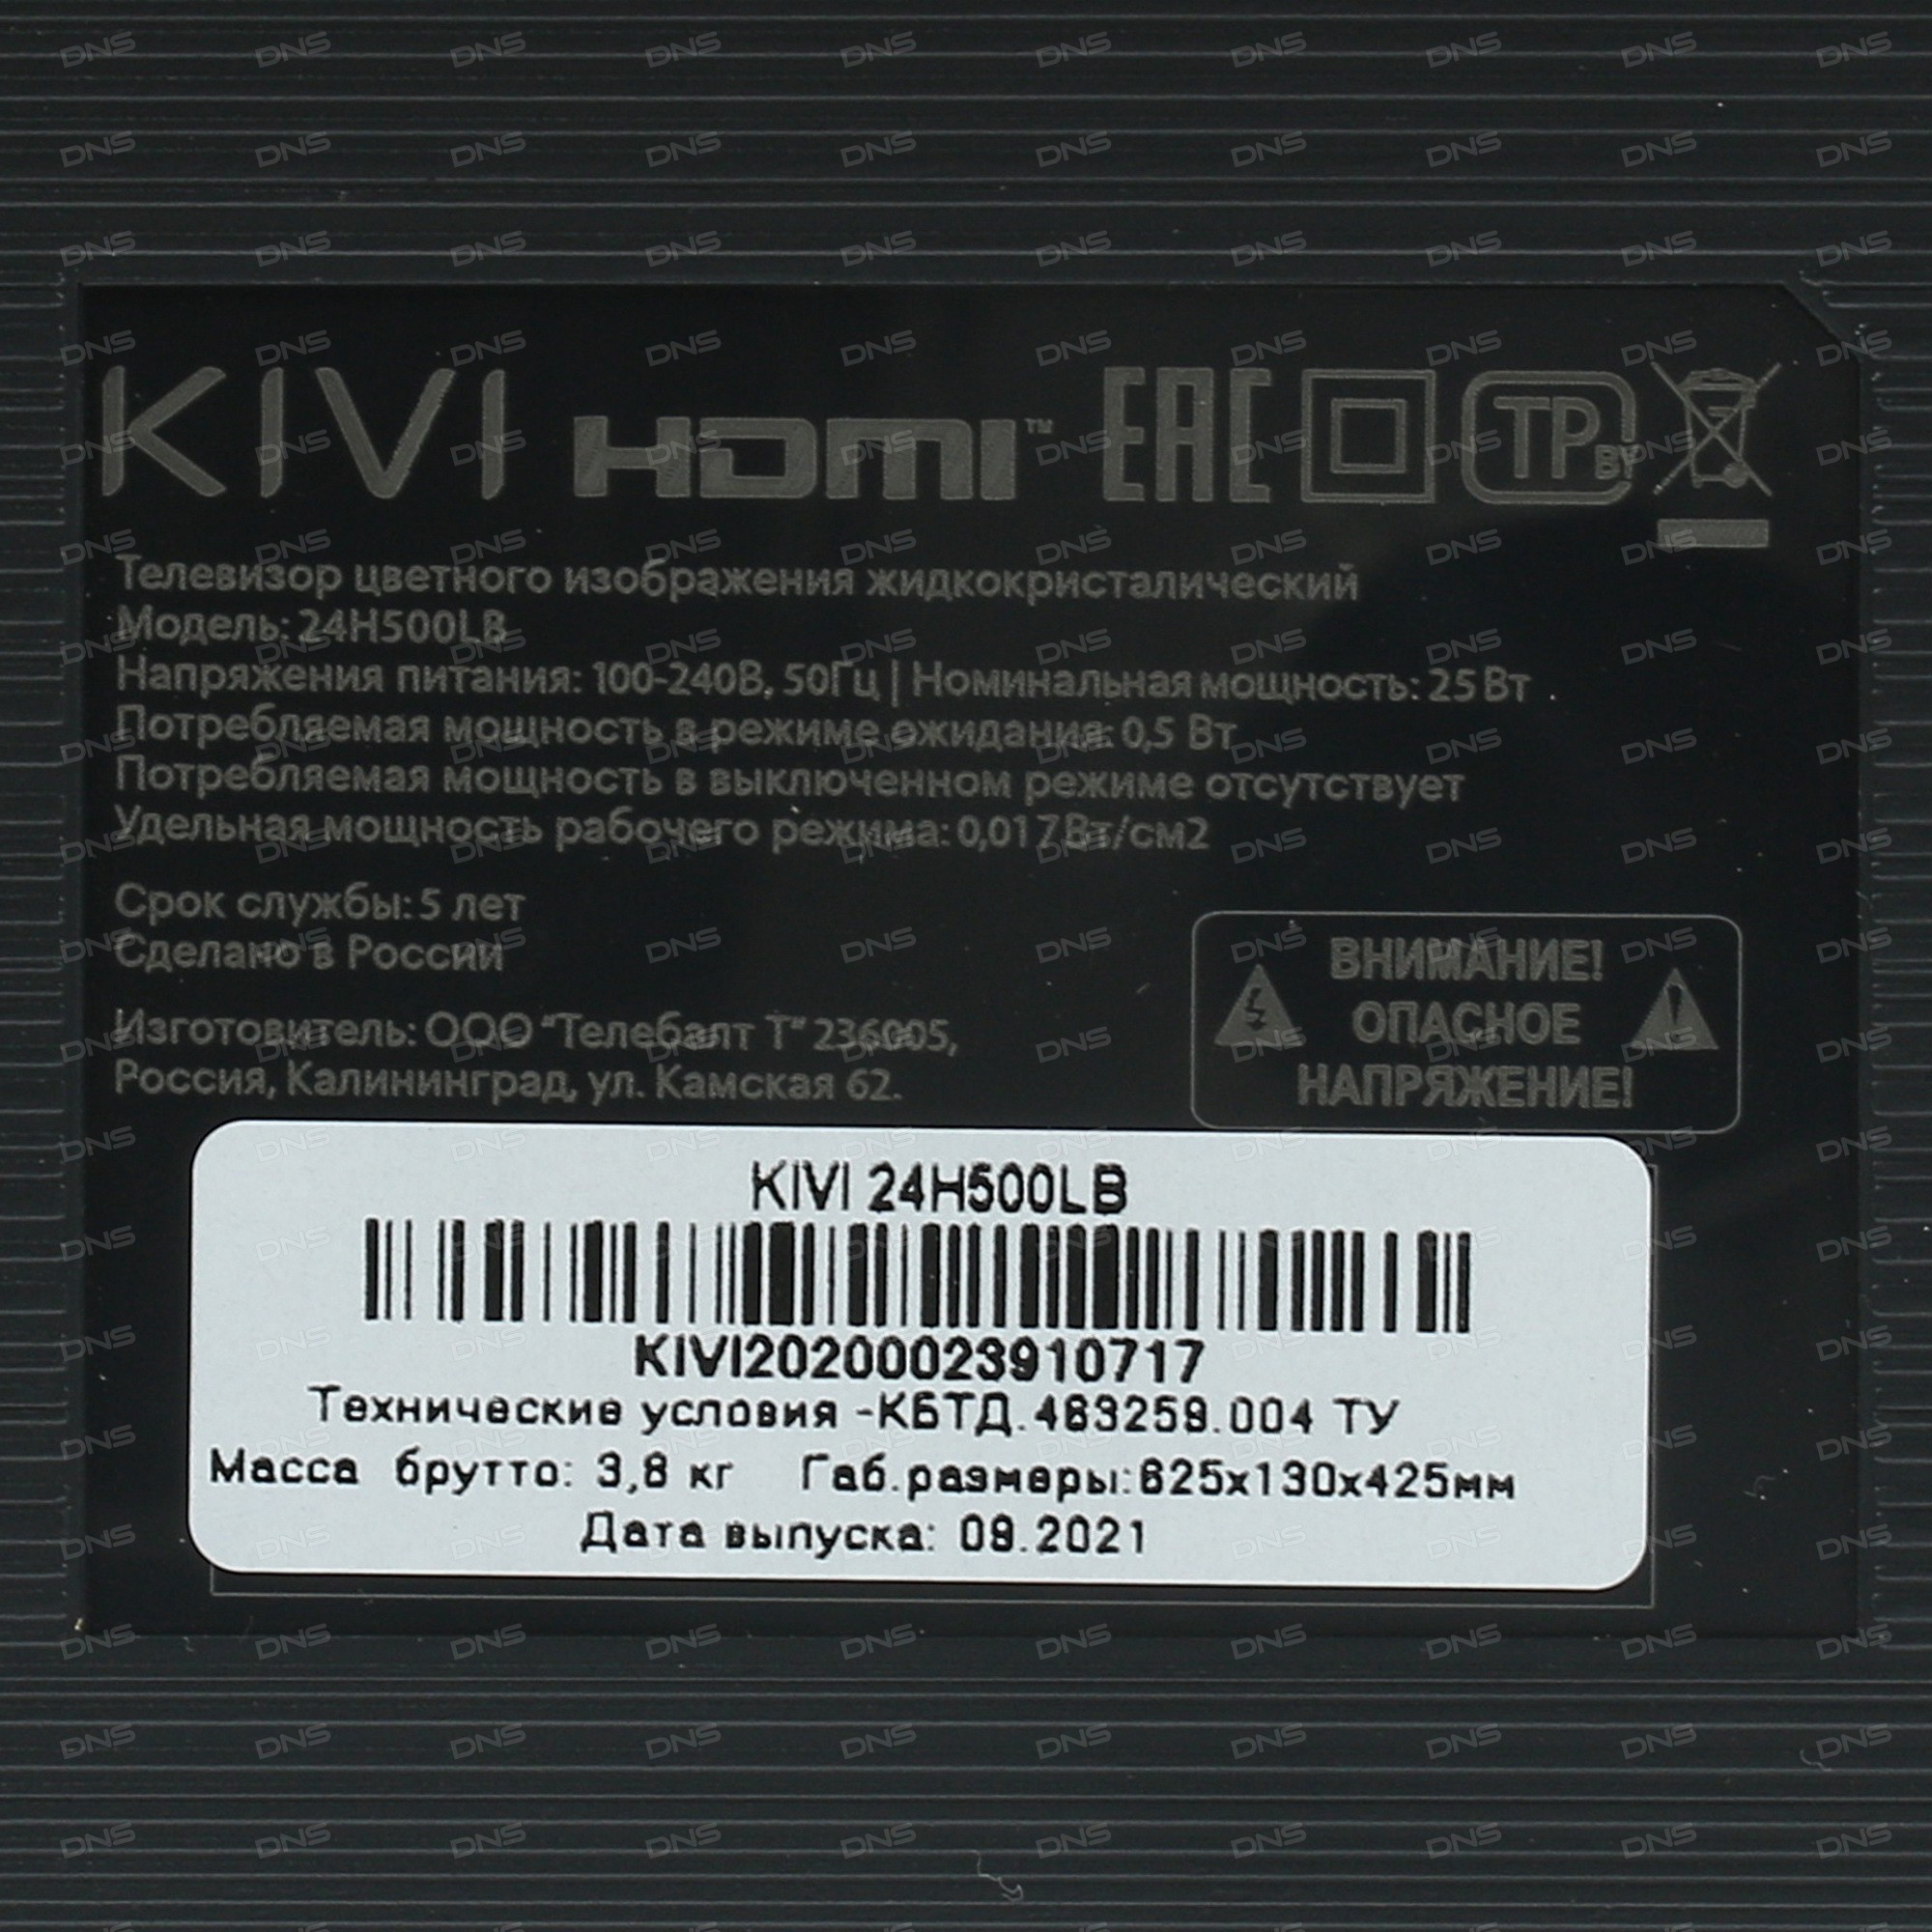 KIVI HDMI™ EAC TP BY
Телевизор цветного изображения жидкокристалический
Модель: 24H500LB
Напряжения питания: 100-240В, 50Гц | Номинальная мощность: 25 Вт
Потребляемая мощность в режиме ожидания: 0,5 Вт
Потребляемая мощность в выключенном режиме отсутствует
Удельная мощность рабочего режима: 0,017Вт/см2
Срок службы: 5 лет
Сделано в России
Изготовитель: ООО "Телебалт Т" 236005,
Россия, Калининград, ул. Камская 62.
ВНИМАНИЕ!
ОПАСНОЕ
НАПРЯЖЕНИЕ!
KIVI 24H500LB
KIVI20200023910717
Технические условия -КБТД.463259.004 ТУ
Масса брутто: 3,8 кг Габ.размеры:625x130x425мм
Дата выпуска: 09.2021
DNS